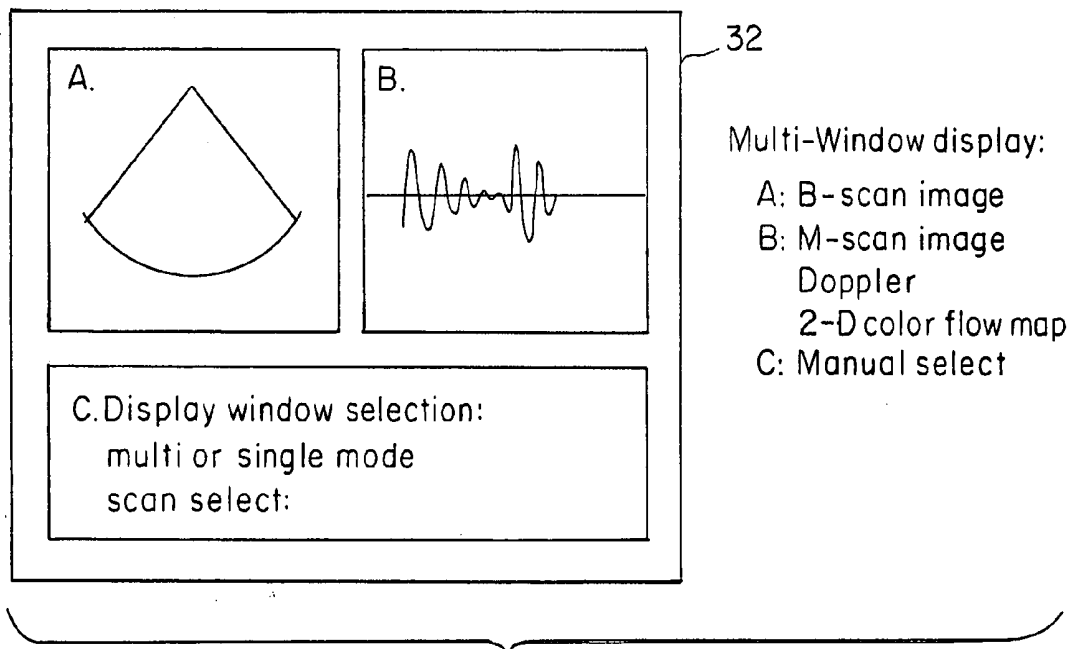 A.
B.
32
Multi-Window display:
A: B-scan image
B: M-scan image
Doppler
2-D color flow map
C: Manual select
C. Display window selection:
multi or single mode
scan select: